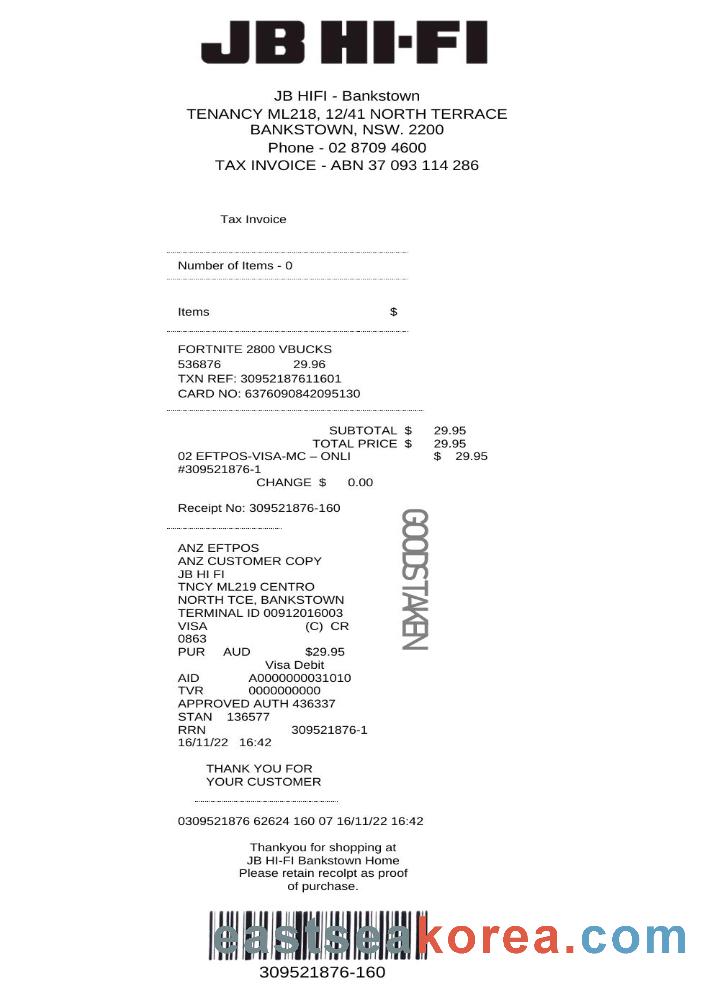 JB HI-FI
JB HIFI - Bankstown
TENANCY ML218, 12/41 NORTH TERRACE
BANKSTOWN, NSW. 2200
Phone - 02 8709 4600
TAX INVOICE - ABN 37 093 114 286
Tax Invoice
Number of Items - 0
Items $
FORTNITE 2800 VBUCKS
536876 29.96
TXN REF: 30952187611601
CARD NO: 6376090842095130
SUBTOTAL $ 29.95
TOTAL PRICE $ 29.95
02 EFTPOS-VISA-MC – ONLI $ 29.95
#309521876-1
CHANGE $ 0.00
Receipt No: 309521876-160
GOODS TAKEN
ANZ EFTPOS
ANZ CUSTOMER COPY
JB HI FI
TNCY ML219 CENTRO
NORTH TCE, BANKSTOWN
TERMINAL ID 00912016003
VISA (C) CR
0863
PUR AUD $29.95
Visa Debit
AID A0000000031010
TVR 0000000000
APPROVED AUTH 436337
STAN 136577
RRN 309521876-1
16/11/22 16:42
THANK YOU FOR
YOUR CUSTOMER
0309521876 62624 160 07 16/11/22 16:42
Thankyou for shopping at
JB HI-FI Bankstown Home
Please retain recolpt as proof
of purchase.
eastseakorea.com
309521876-160